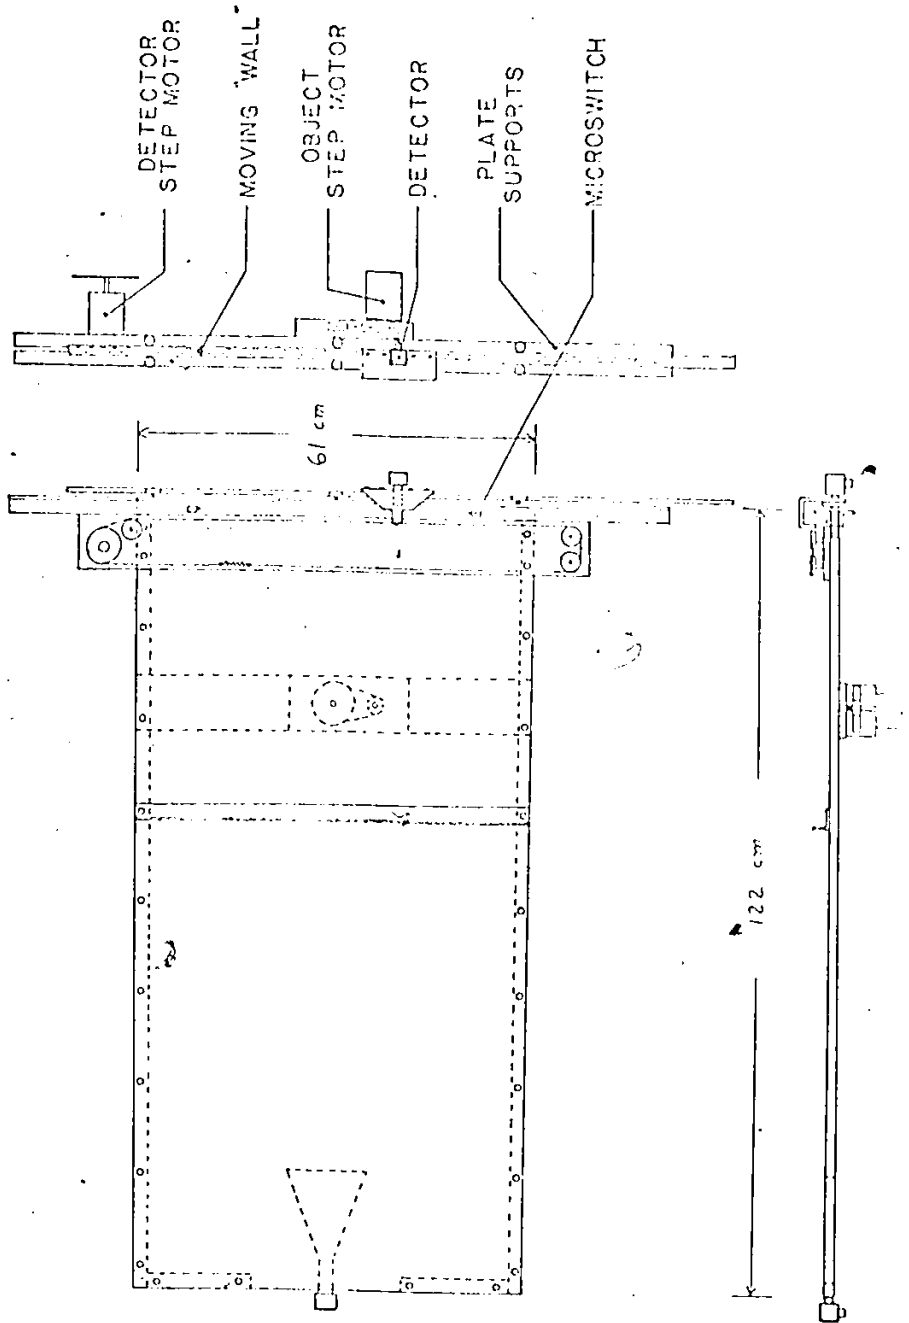 DETECTOR
STEP MOTOR
MOVING WALL
OBJECT
STEP MOTOR
DETECTOR
PLATE
SUPPORTS
MICROSWITCH
61 cm
122 cm